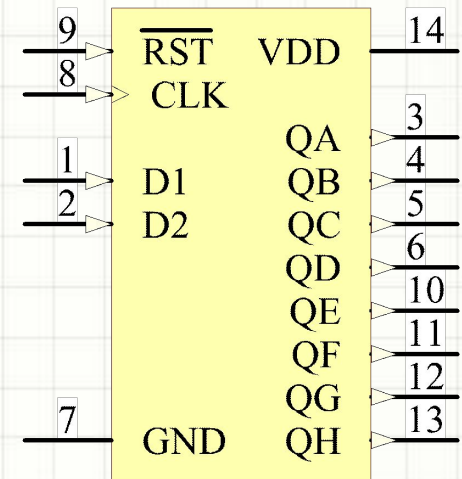 9 R̅S̅T̅ VDD 14
8 CLK
QA 3
1 D1 QB 4
2 D2 QC 5
QD 6
QE 10
QF 11
QG 12
7 GND QH 13